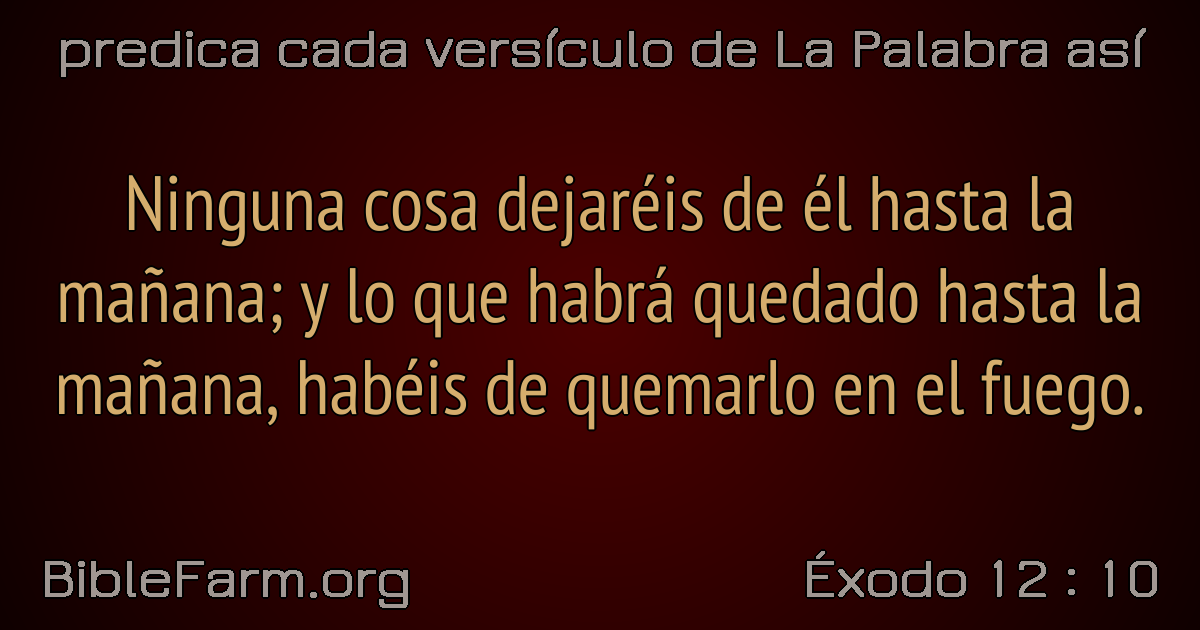 predica cada versículo de La Palabra así
Ninguna cosa dejaréis de él hasta la
mañana; y lo que habrá quedado hasta la
mañana, habéis de quemarlo en el fuego.
BibleFarm.org
Éxodo 12 : 10